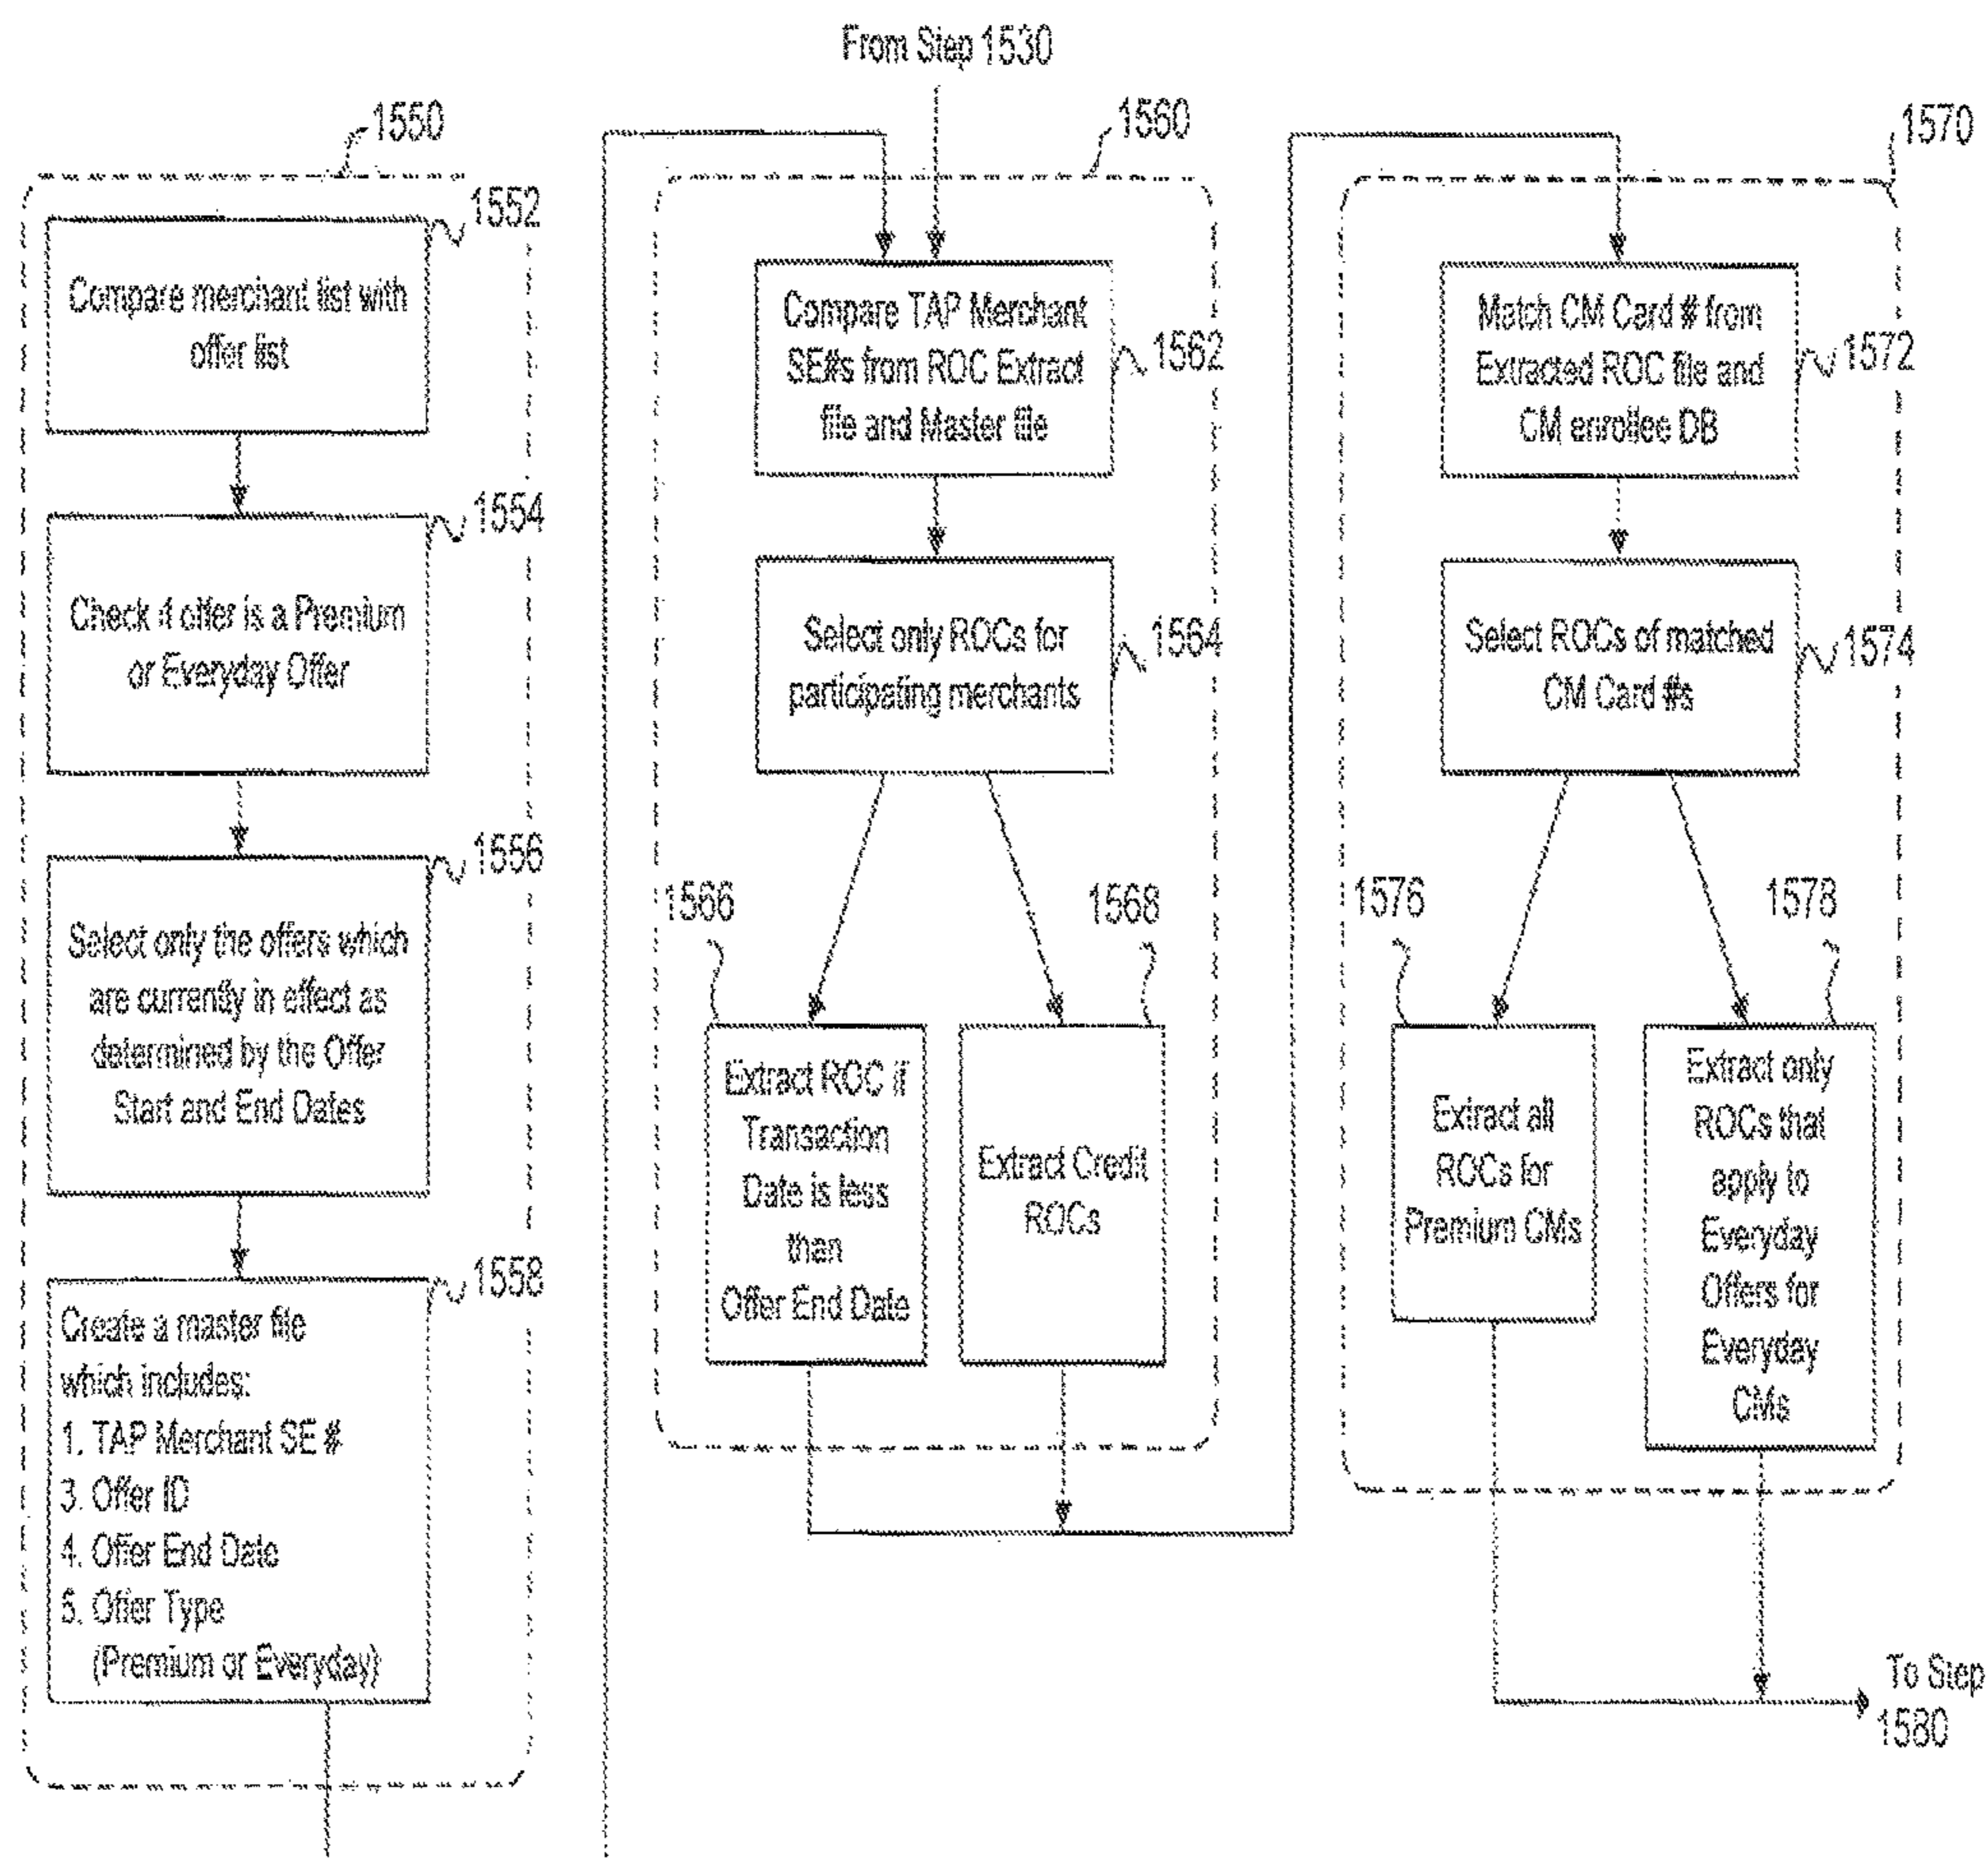 From Step 1530
1550
1552
Compare merchant list with
offer list
1554
Check if offer is a Premium
or Everyday Offer
1556
Select only the offers which
are currently in effect as
determined by the Offer
Start and End Dates
1558
Create a master file
which includes:
1. TAP Merchant SE #
3. Offer ID
4. Offer End Date
5. Offer Type
(Premium or Everyday)
1560
Compare TAP Merchant
SE#s from ROC Extract
file and Master file
1562
Select only ROCs for
participating merchants
1564
1566
1568
Extract ROC if
Transaction
Date is less
than
Offer End Date
Extract Credit
ROCs
1570
Match CM Card # from
Extracted ROC file and
CM enrollee DB
1572
Select ROCs of matched
CM Card #s
1574
1576
1578
Extract all
ROCs for
Premium CMs
Extract only
ROCs that
apply to
Everyday
Offers for
Everyday
CMs
To Step
1580